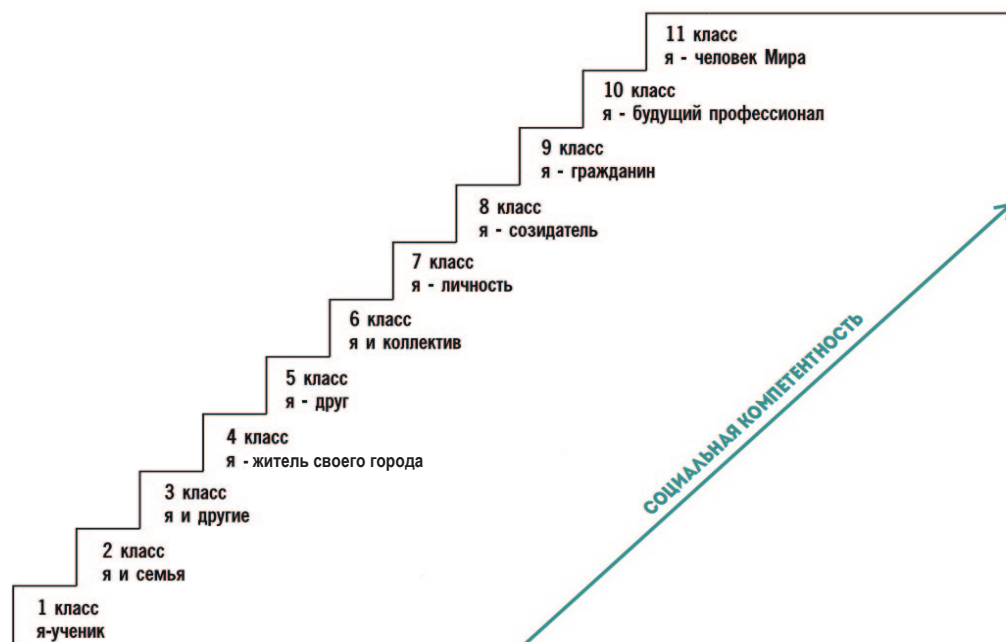 11 класс
я - человек Мира
10 класс
я - будущий профессионал
9 класс
я - гражданин
8 класс
я - созидатель
7 класс
я - личность
6 класс
я и коллектив
5 класс
я - друг
4 класс
я - житель своего города
3 класс
я и другие
2 класс
я и семья
1 класс
я-ученик
СОЦИАЛЬНАЯ КОМПЕТЕНТНОСТЬ